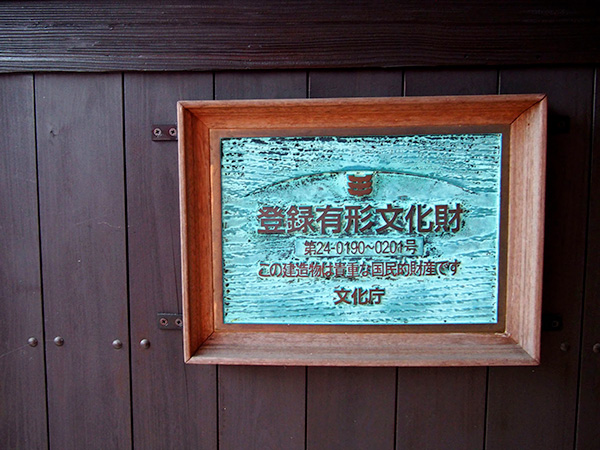 登録有形文化財
第24-0190～0201号
この建造物は貴重な国民的財産です
文化庁